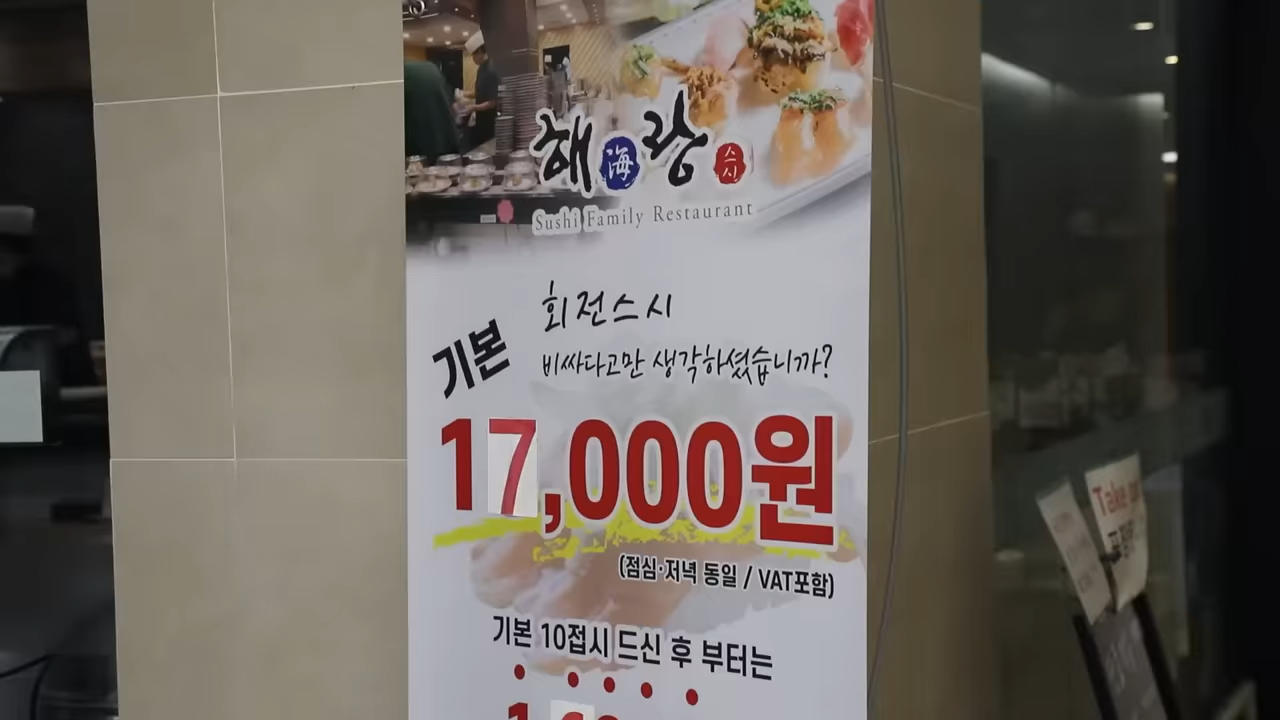 해海랑스시
Sushi Family Restaurant
회전스시
기본 비싸다고만 생각하셨습니까?
17,000원
(점심·저녁 동일 / VAT포함)
기본 10접시 드신 후 부터는
Take